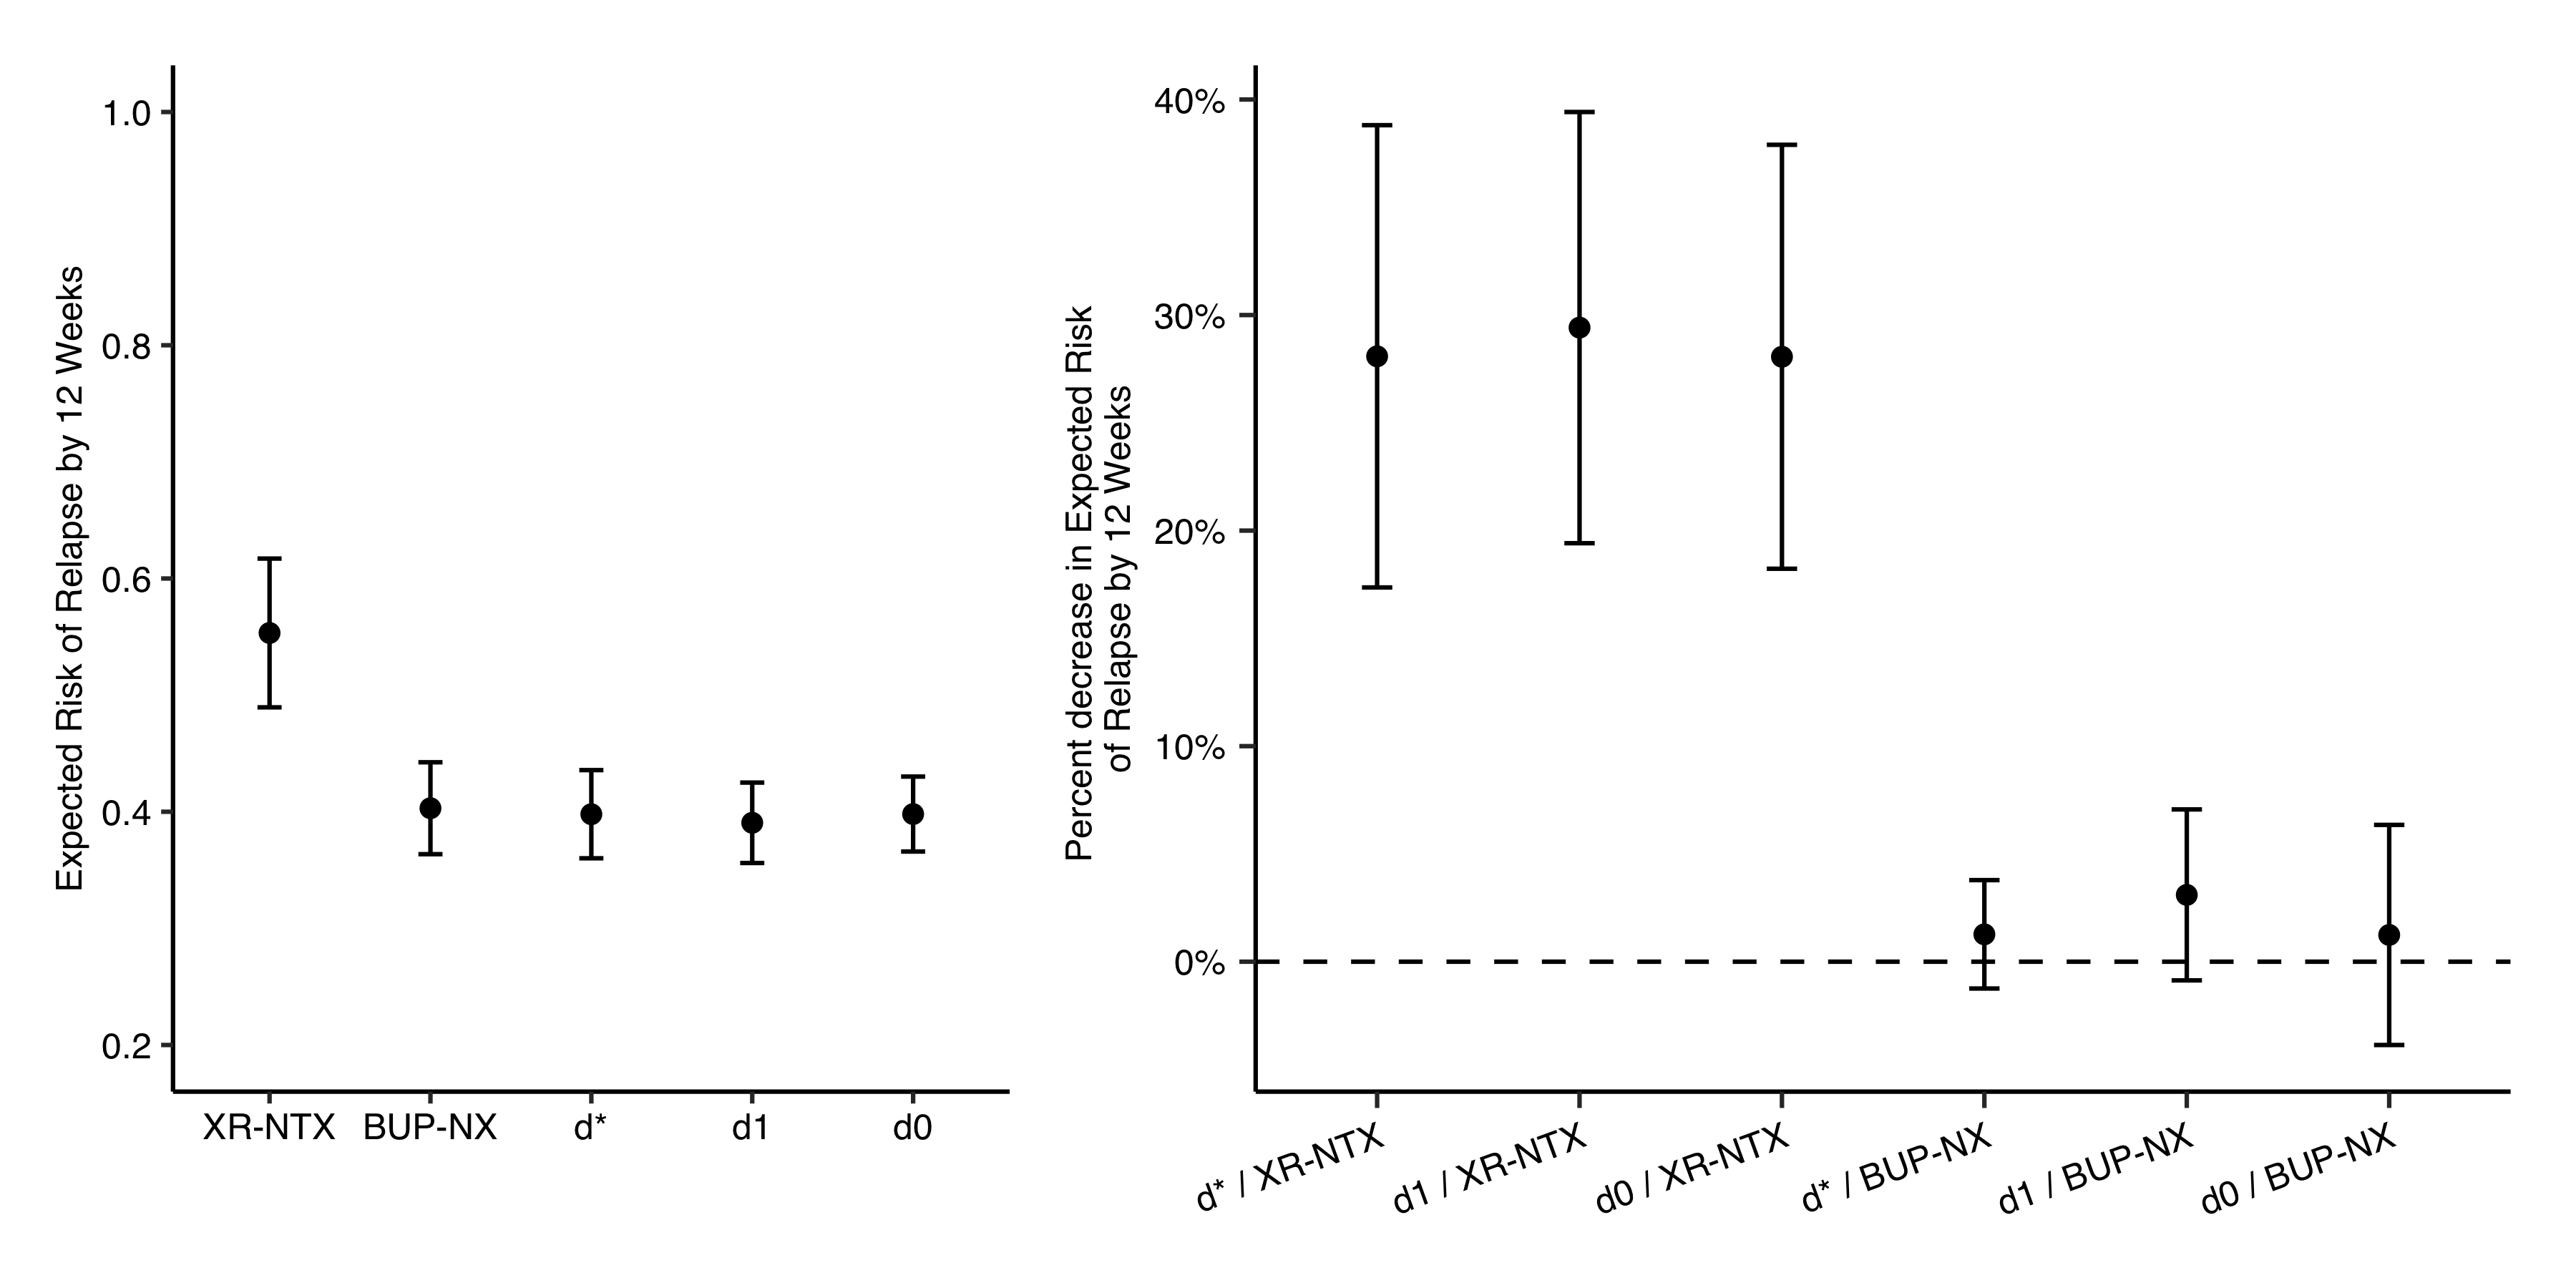 Expected Risk of Relapse by 12 Weeks
1.0
0.8
0.6
0.4
0.2
XR-NTX BUP-NX d* d1 d0
Percent decrease in Expected Risk
of Relapse by 12 Weeks
40%
30%
20%
10%
0%
d* / XR-NTX
d1 / XR-NTX
d0 / XR-NTX
d* / BUP-NX
d1 / BUP-NX
d0 / BUP-NX